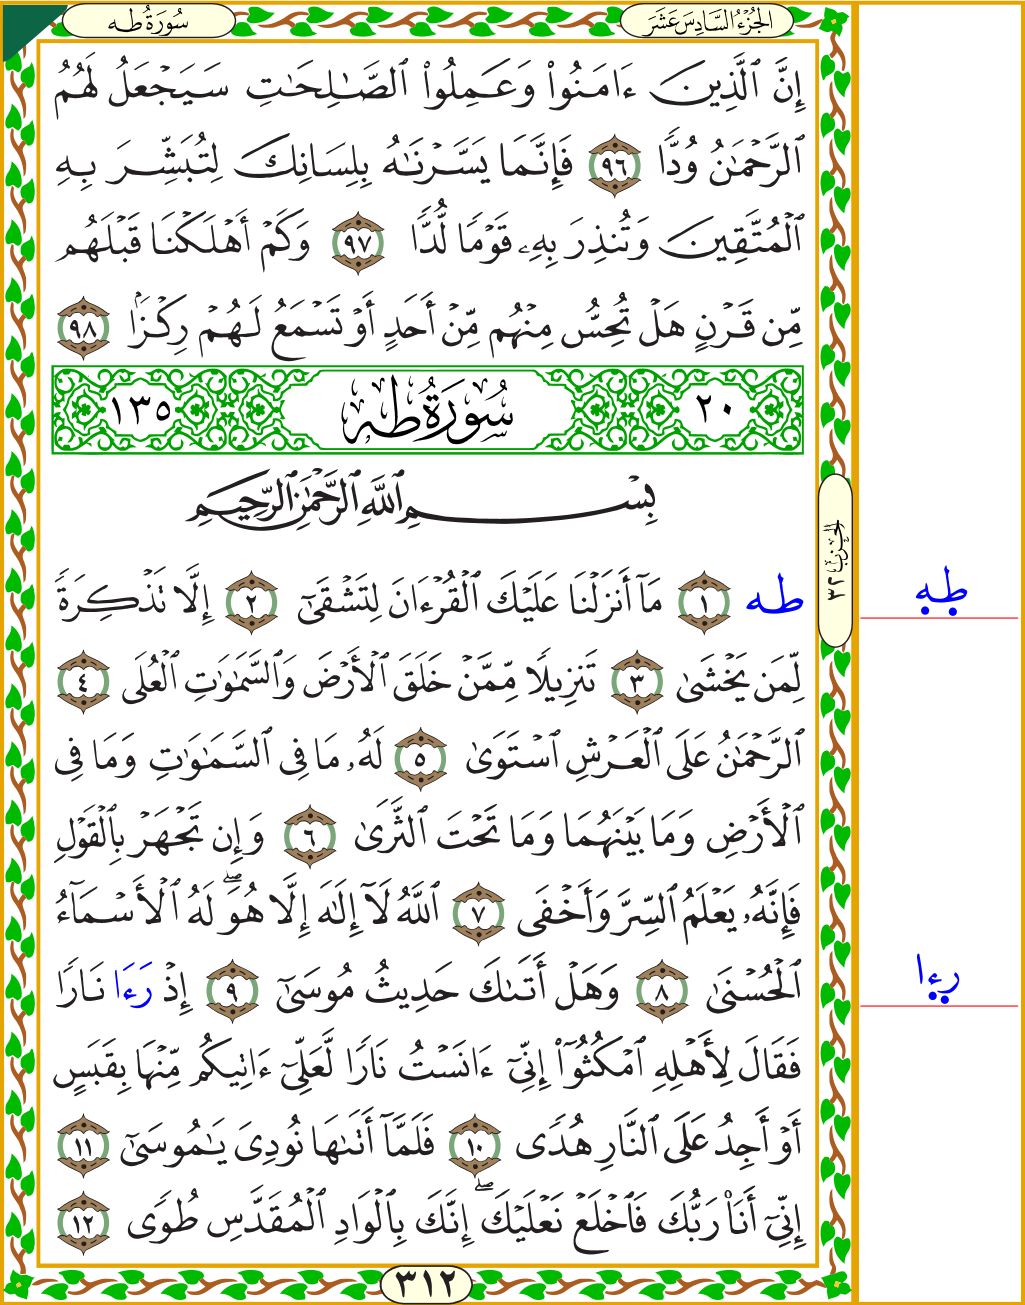 سُورَةُ طه
الجُزْءُ السَّادِسَ عَشَرَ
إِنَّ ٱلَّذِينَ ءَامَنُوا۟ وَعَمِلُوا۟ ٱلصَّـٰلِحَـٰتِ سَيَجْعَلُ لَهُمُ
ٱلرَّحْمَـٰنُ وُدًّا ٩٦ فَإِنَّمَا يَسَّرْنَـٰهُ بِلِسَانِكَ لِتُبَشِّرَ بِهِ
ٱلْمُتَّقِينَ وَتُنذِرَ بِهِۦ قَوْمًا لُّدًّا ٩٧ وَكَمْ أَهْلَكْنَا قَبْلَهُم
مِّن قَرْنٍ هَلْ تُحِسُّ مِنْهُم مِّنْ أَحَدٍ أَوْ تَسْمَعُ لَهُمْ رِكْزًۢا ٩٨
٢٠ سُورَةُ طه ١٣٥
بِسْمِ ٱللَّهِ ٱلرَّحْمَـٰنِ ٱلرَّحِيمِ
طه ١ مَآ أَنزَلْنَا عَلَيْكَ ٱلْقُرْءَانَ لِتَشْقَىٰٓ ٢ إِلَّا تَذْكِرَةً
لِّمَن يَخْشَىٰ ٣ تَنزِيلًا مِّمَّنْ خَلَقَ ٱلْأَرْضَ وَٱلسَّمَـٰوَٰتِ ٱلْعُلَى ٤
ٱلرَّحْمَـٰنُ عَلَى ٱلْعَرْشِ ٱسْتَوَىٰ ٥ لَهُۥ مَا فِى ٱلسَّمَـٰوَٰتِ وَمَا فِى
ٱلْأَرْضِ وَمَا بَيْنَهُمَا وَمَا تَحْتَ ٱلثَّرَىٰ ٦ وَإِن تَجْهَرْ بِٱلْقَوْلِ
فَإِنَّهُۥ يَعْلَمُ ٱلسِّرَّ وَأَخْفَى ٧ ٱللَّهُ لَآ إِلَـٰهَ إِلَّا هُوَ ۖ لَهُ ٱلْأَسْمَآءُ
ٱلْحُسْنَىٰ ٨ وَهَلْ أَتَىٰكَ حَدِيثُ مُوسَىٰٓ ٩ إِذْ رَءَا نَارًا
فَقَالَ لِأَهْلِهِ ٱمْكُثُوٓا۟ إِنِّىٓ ءَانَسْتُ نَارًا لَّعَلِّىٓ ءَاتِيكُم مِّنْهَا بِقَبَسٍ
أَوْ أَجِدُ عَلَى ٱلنَّارِ هُدًى ١٠ فَلَمَّآ أَتَىٰهَا نُودِىَ يَـٰمُوسَىٰٓ ١١
إِنِّىٓ أَنَا۠ رَبُّكَ فَٱخْلَعْ نَعْلَيْكَ ۖ إِنَّكَ بِٱلْوَادِ ٱلْمُقَدَّسِ طُوًى ١٢
٣١٢
الحِزْبُ ٣٢
طه
رءا